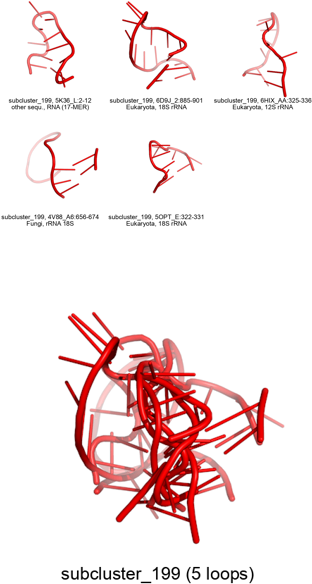 subcluster_199, 5K36_L:2-12
other sequ., RNA (17-MER)
subcluster_199, 6D9J_2:885-901
Eukaryota, 18S rRNA
subcluster_199, 6HIX_AA:325-336
Eukaryota, 12S rRNA
subcluster_199, 4V88_A6:656-674
Fungi, rRNA 18S
subcluster_199, 5OPT_E:322-331
Eukaryota, 18S rRNA
subcluster_199 (5 loops)